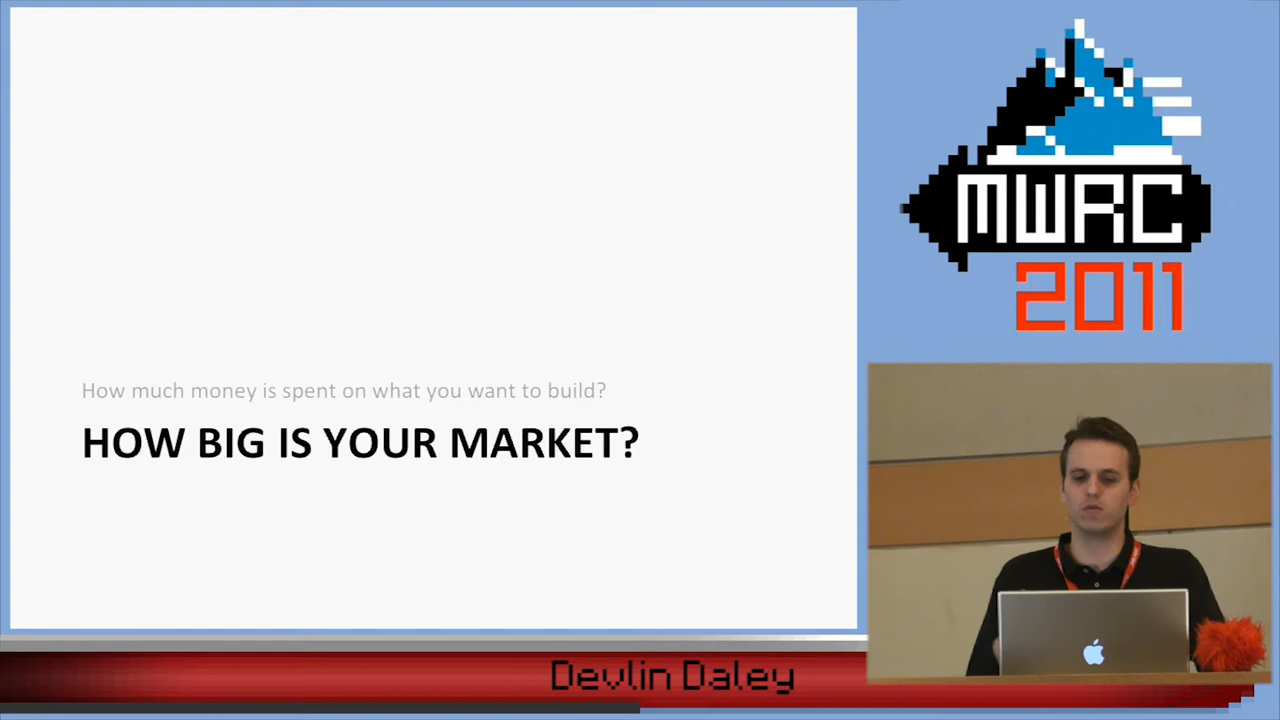 How much money is spent on what you want to build?
HOW BIG IS YOUR MARKET?
MWRC
2011
Devlin Daley